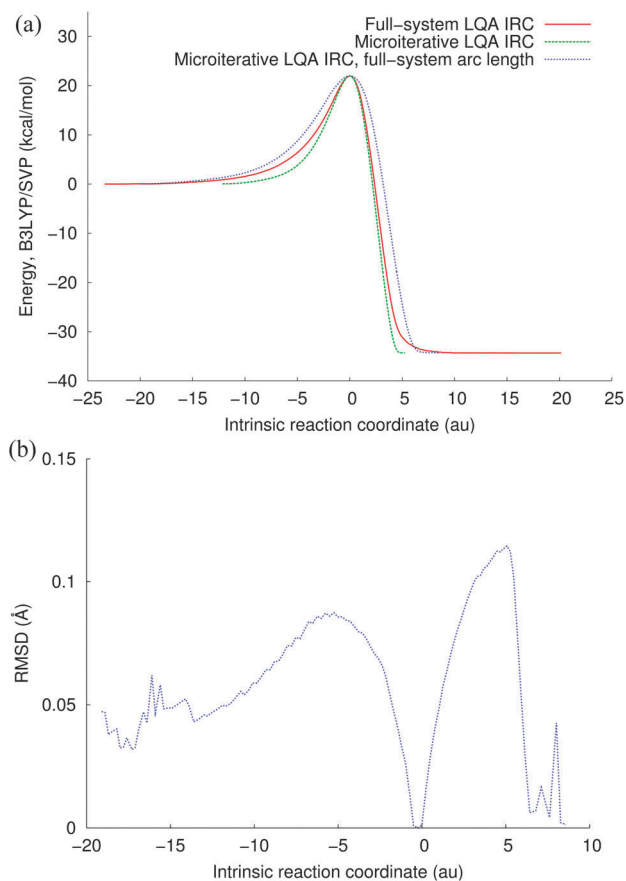 (a)
Full-system LQA IRC
Microiterative LQA IRC
Microiterative LQA IRC, full-system arc length
Energy, B3LYP/SVP (kcal/mol)
30
20
10
0
−10
−20
−30
−40
−25 −20 −15 −10 −5 0 5 10 15 20 25
Intrinsic reaction coordinate (au)
(b)
RMSD (Å)
0.15
0.1
0.05
0
−20 −15 −10 −5 0 5 10
Intrinsic reaction coordinate (au)